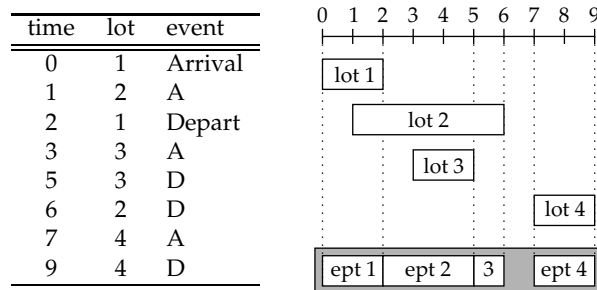 time lot event
0 1 Arrival
1 2 A
2 1 Depart
3 3 A
5 3 D
6 2 D
7 4 A
9 4 D
0 1 2 3 4 5 6 7 8 9
lot 1
lot 2
lot 3
lot 4
ept 1 ept 2 3 ept 4